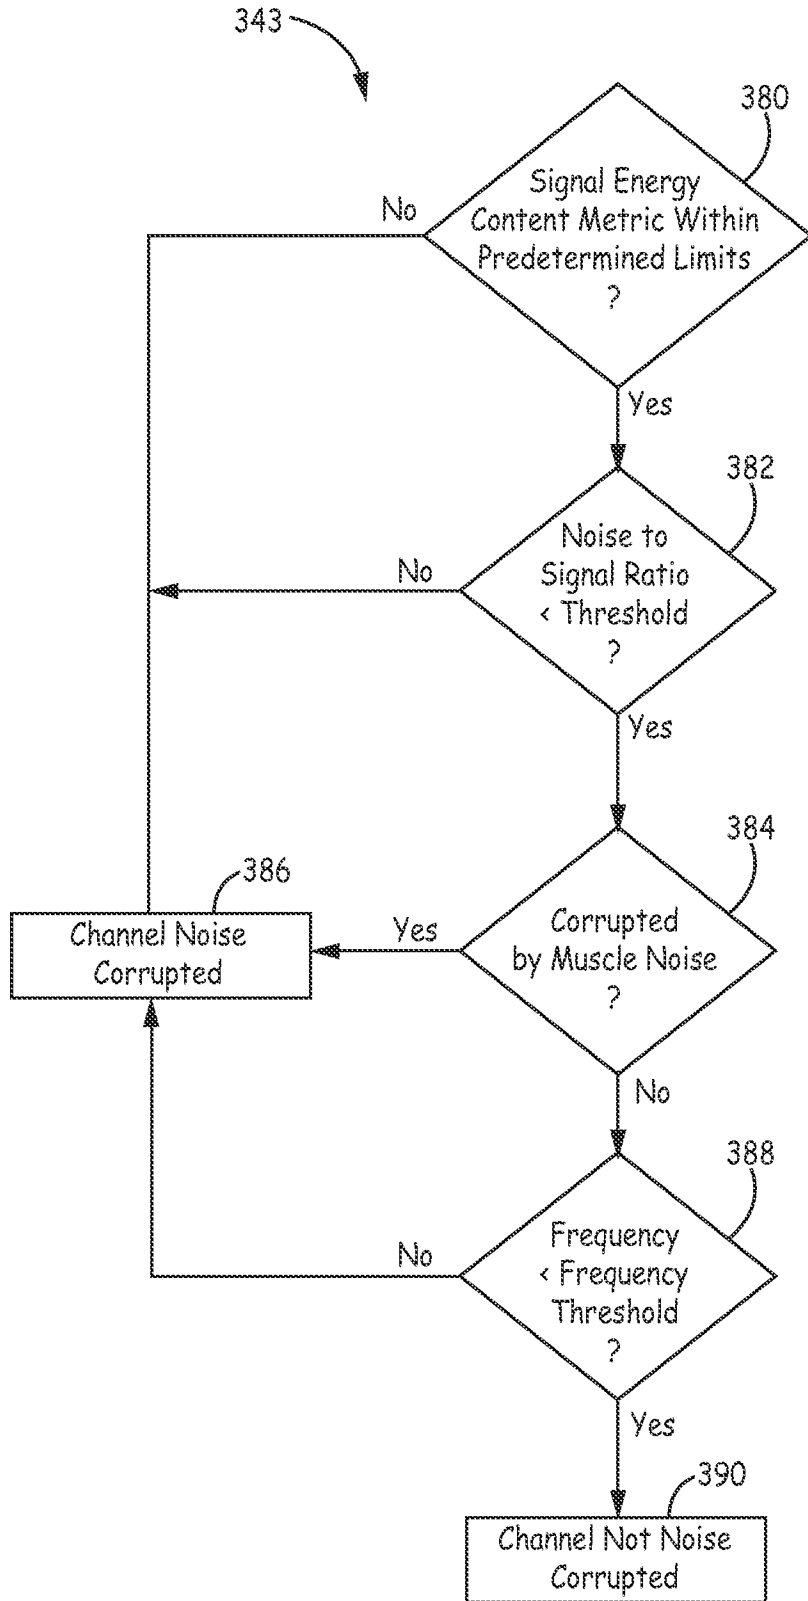 343
380
Signal Energy
Content Metric Within
Predetermined Limits
?
No
Yes
382
Noise to
Signal Ratio
< Threshold
?
No
Yes
384
Corrupted
by Muscle Noise
?
Yes
386
Channel Noise
Corrupted
No
388
Frequency
< Frequency
Threshold
?
No
Yes
390
Channel Not Noise
Corrupted